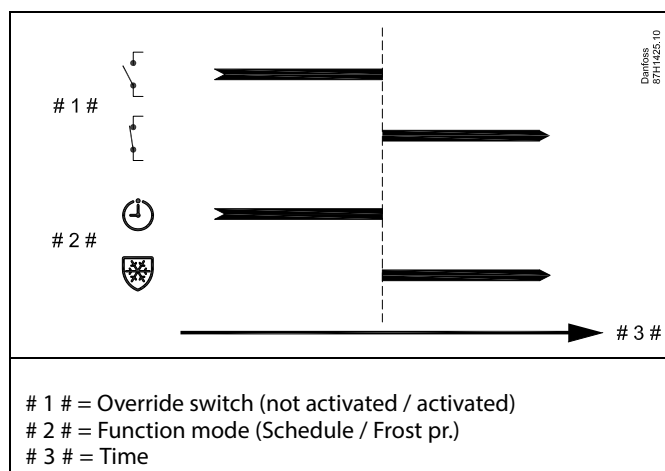 Danfoss
87H1425.10
# 1 #
# 2 #
# 3 #
# 1 # = Override switch (not activated / activated)
# 2 # = Function mode (Schedule / Frost pr.)
# 3 # = Time